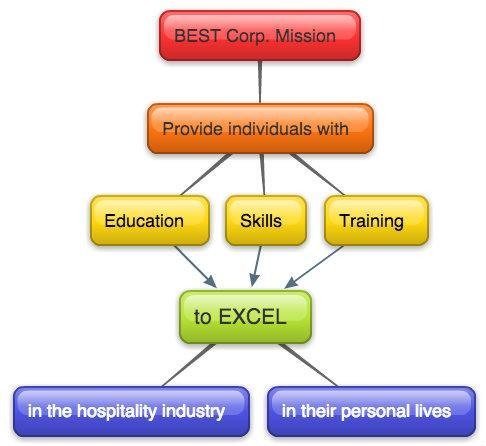 BEST Corp. Mission
Provide individuals with
Education
Skills
Training
to EXCEL
in the hospitality industry
in their personal lives